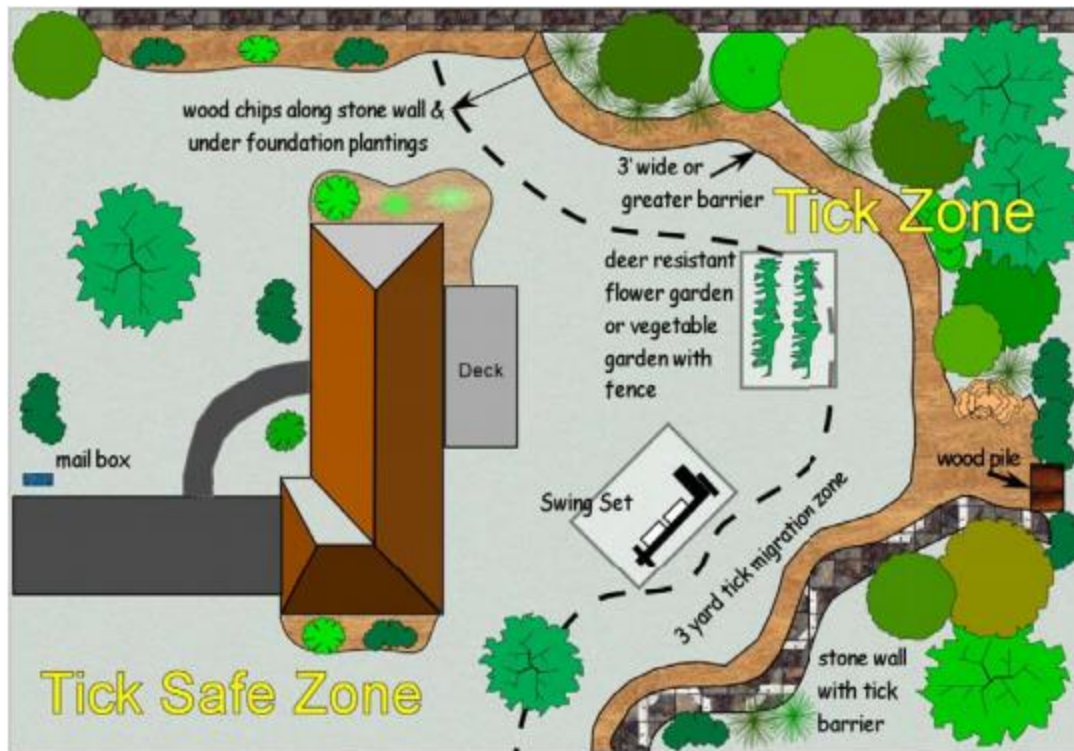 wood chips along stone wall &
under foundation plantings
3' wide or
greater barrier
Tick Zone
deer resistant
flower garden
or vegetable
garden with
fence
Deck
mail box
wood pile
Swing Set
3 yard tick migration zone
stone wall
with tick
barrier
Tick Safe Zone